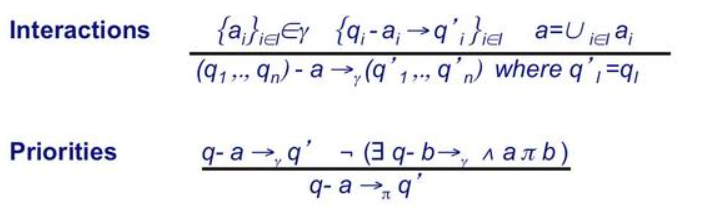 Interactions {aᵢ}ᵢ∈I∈γ {qᵢ-aᵢ→q'ᵢ}ᵢ∈I a=∪ᵢ∈I aᵢ
(q₁,.., qₙ) - a →ᵧ(q'₁,.., q'ₙ) where q'ₗ=qₗ
Priorities q- a →ᵧ q' ¬ (∃ q- b→ᵧ ∧ a π b)
q- a →π q'